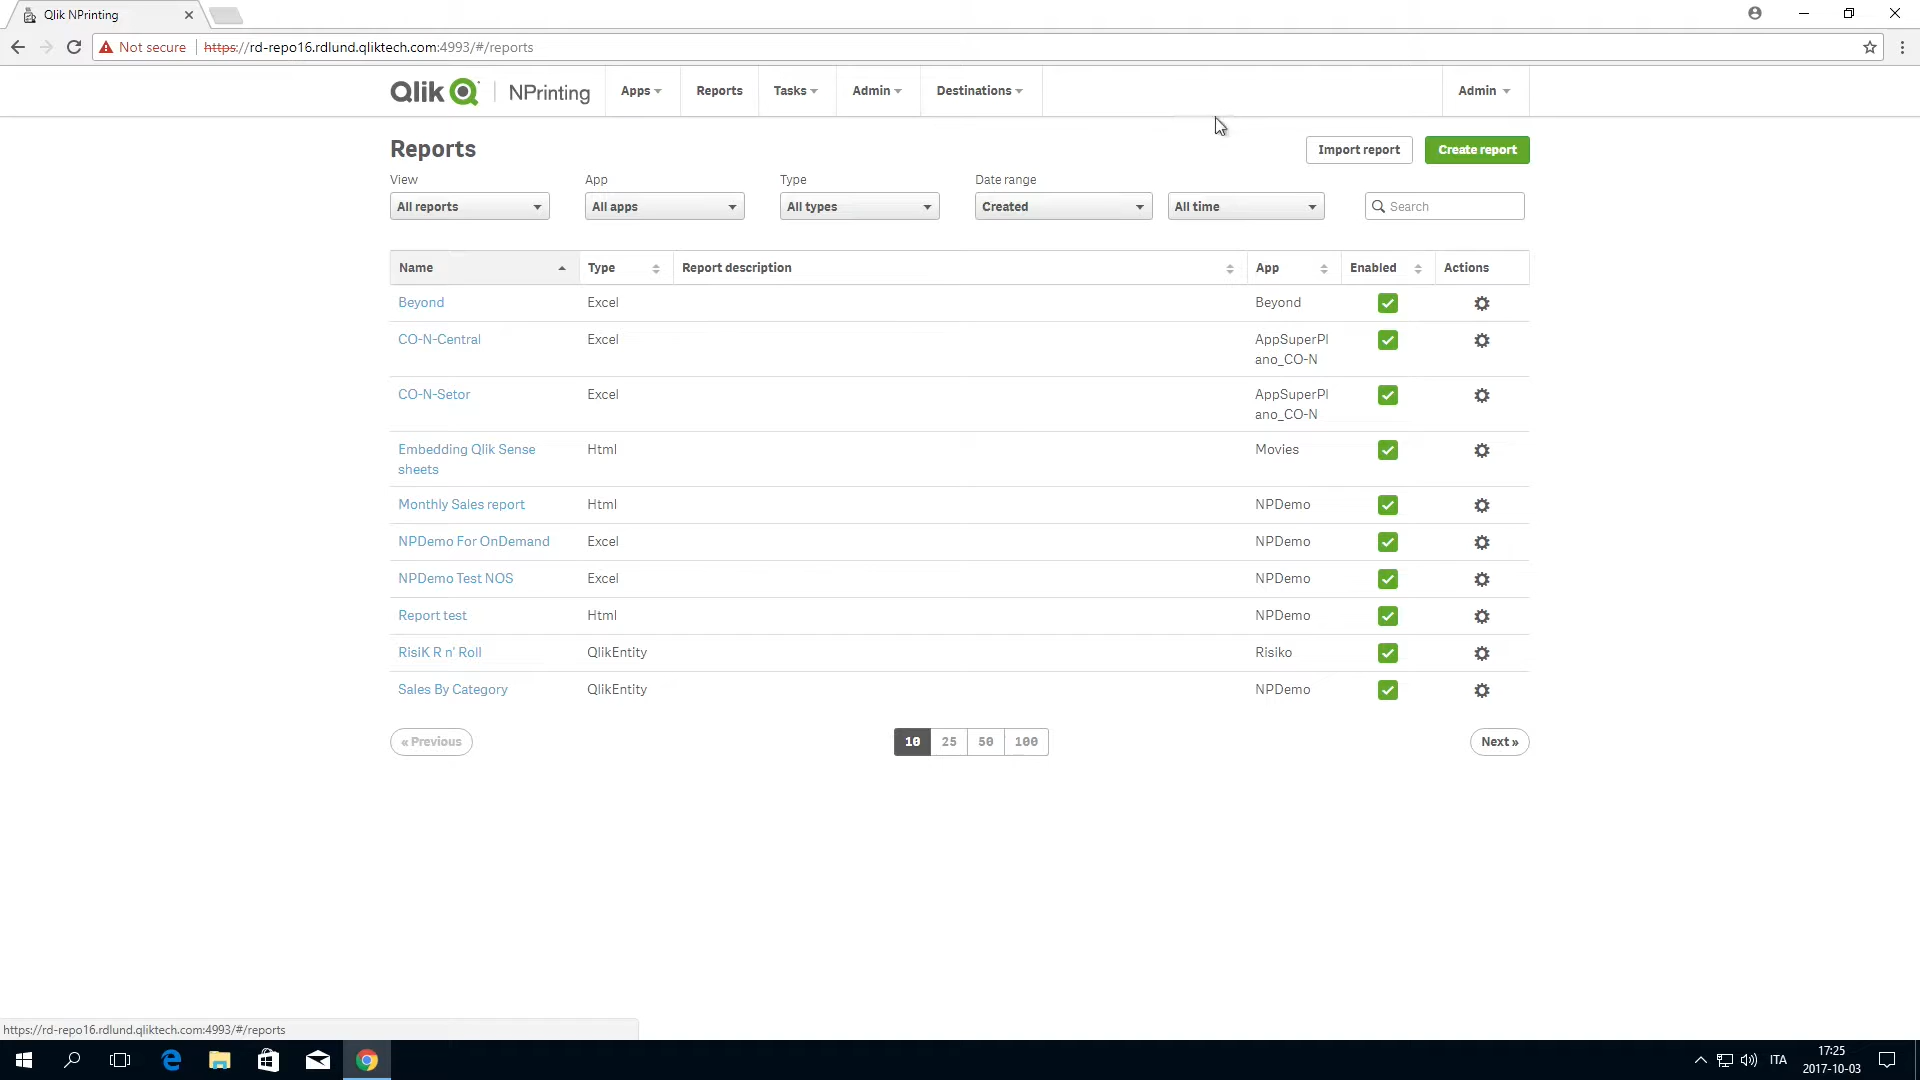 Qlik NPrinting
Not secure https://rd-repo16.rdlund.qliktech.com:4993/#/reports
Qlik NPrinting Apps Reports Tasks Admin Destinations Admin
Reports Import report Create report
View App Type Date range
All reports All apps All types Created All time Search
Name Type Report description App Enabled Actions
Beyond Excel Beyond
CO-N-Central Excel AppSuperPl
ano_CO-N
CO-N-Setor Excel AppSuperPl
ano_CO-N
Embedding Qlik Sense Html Movies
sheets
Monthly Sales report Html NPDemo
NPDemo For OnDemand Excel NPDemo
NPDemo Test NOS Excel NPDemo
Report test Html NPDemo
RisiK R n' Roll QlikEntity Risiko
Sales By Category QlikEntity NPDemo
« Previous 10 25 50 100 Next »
https://rd-repo16.rdlund.qliktech.com:4993/#/reports
ITA 17:25
2017-10-03